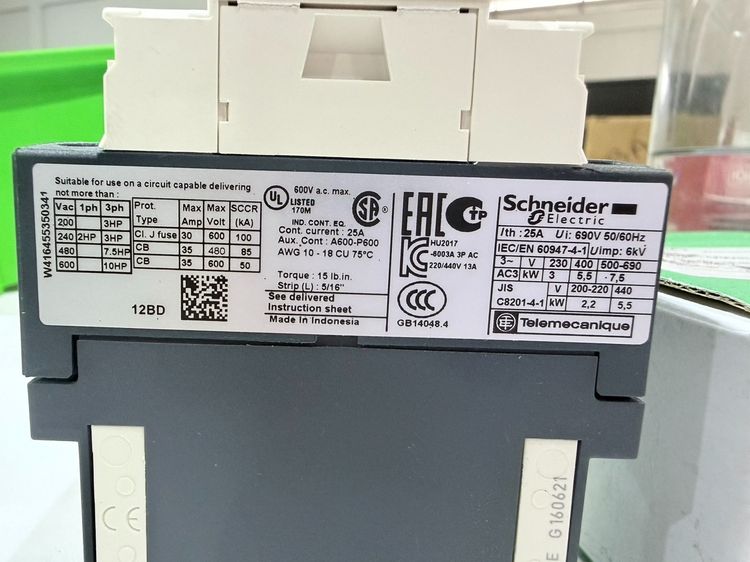 W416455350341
Suitable for use on a circuit capable delivering
not more than :
Vac 1ph 3ph
200 3HP
240 2HP 3HP
480 7.5HP
600 10HP
Prot. Type Max Amp Max Volt SCCR (kA)
Cl. J fuse 30 600 100
CB 35 480 85
CB 35 600 50
12BD
UL
LISTED
170M
600V a.c. max.
SA
IND. CONT. EQ.
Cont. current : 25A
Aux. Cont : A600-P600
AWG 10 - 18 CU 75°C
Torque : 15 lb.in.
Strip (L) : 5/16"
See delivered
Instruction sheet
Made In Indonesia
EAC
TP
HU2017
-6003A 3P AC
220/440V 13A
CCC
GB14048.4
Schneider
Electric
Ith : 25A Ui: 690V 50/60Hz
IEC/EN 60947-4-1 Uimp: 6kV
3~ V 230 400 500-690
AC3 kW 3 5,5 - 7,5
JIS V 200-220 440
C8201-4-1 kW 2,2 5,5
Telemecanique
CE
E G160621